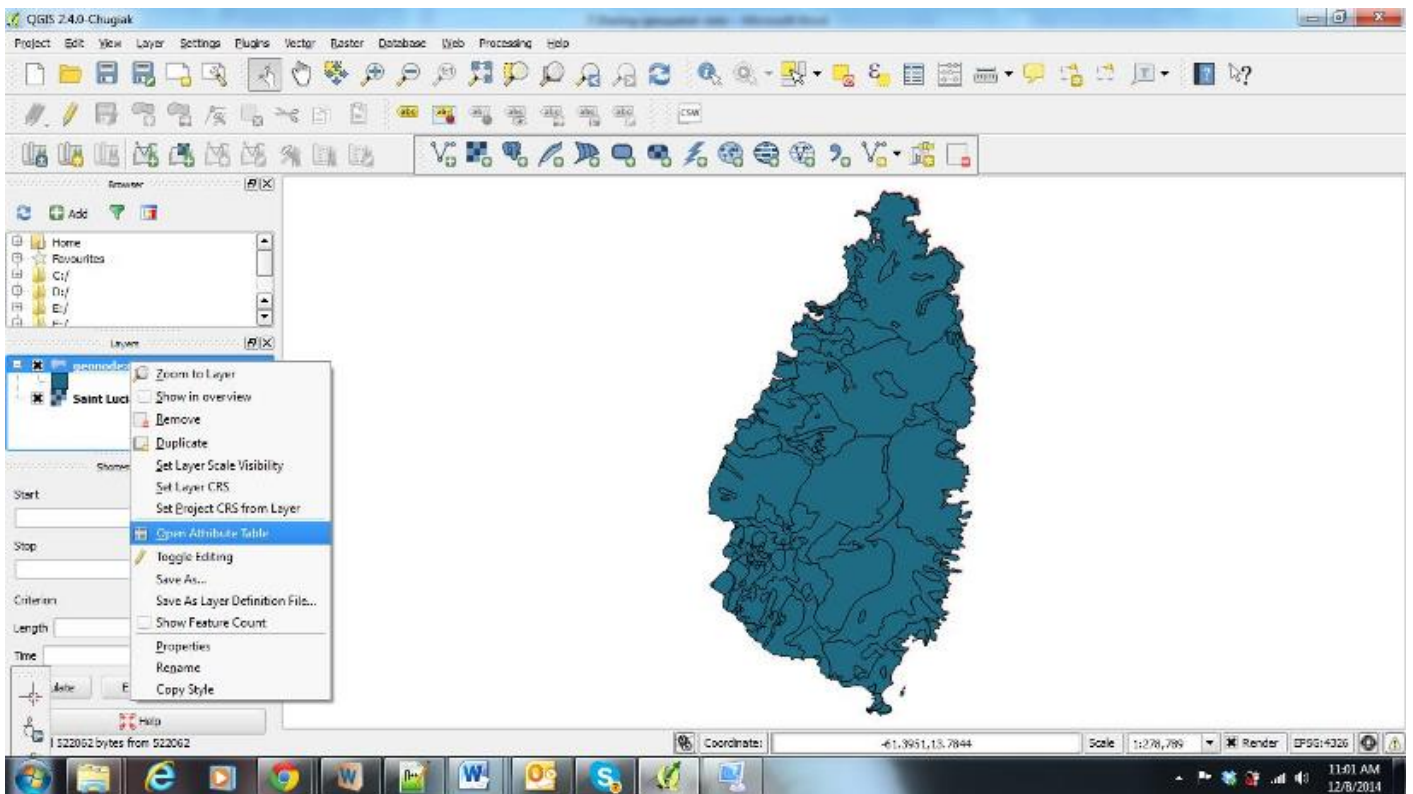 QGIS 2.4.0-Chugiak
Project Edit View Layer Settings Plugins Vector Raster Database Web Processing Help
CSW
Browser
Add
Home
Favourites
C:/
D:/
E:/
Layers
Saint Luci
Zoom to Layer
Show in overview
Remove
Duplicate
Set Layer Scale Visibility
Set Layer CRS
Set Project CRS from Layer
Open Attribute Table
Toggle Editing
Save As...
Save As Layer Definition File...
Show Feature Count
Properties
Rename
Copy Style
Start
Stop
Criterion
Length
Time
ulate E
Help
522062 bytes from 522062
Coordinate: -61.3951,13.7844 Scale 1:278,789 Render EPSG:4326
11:01 AM
12/8/2014